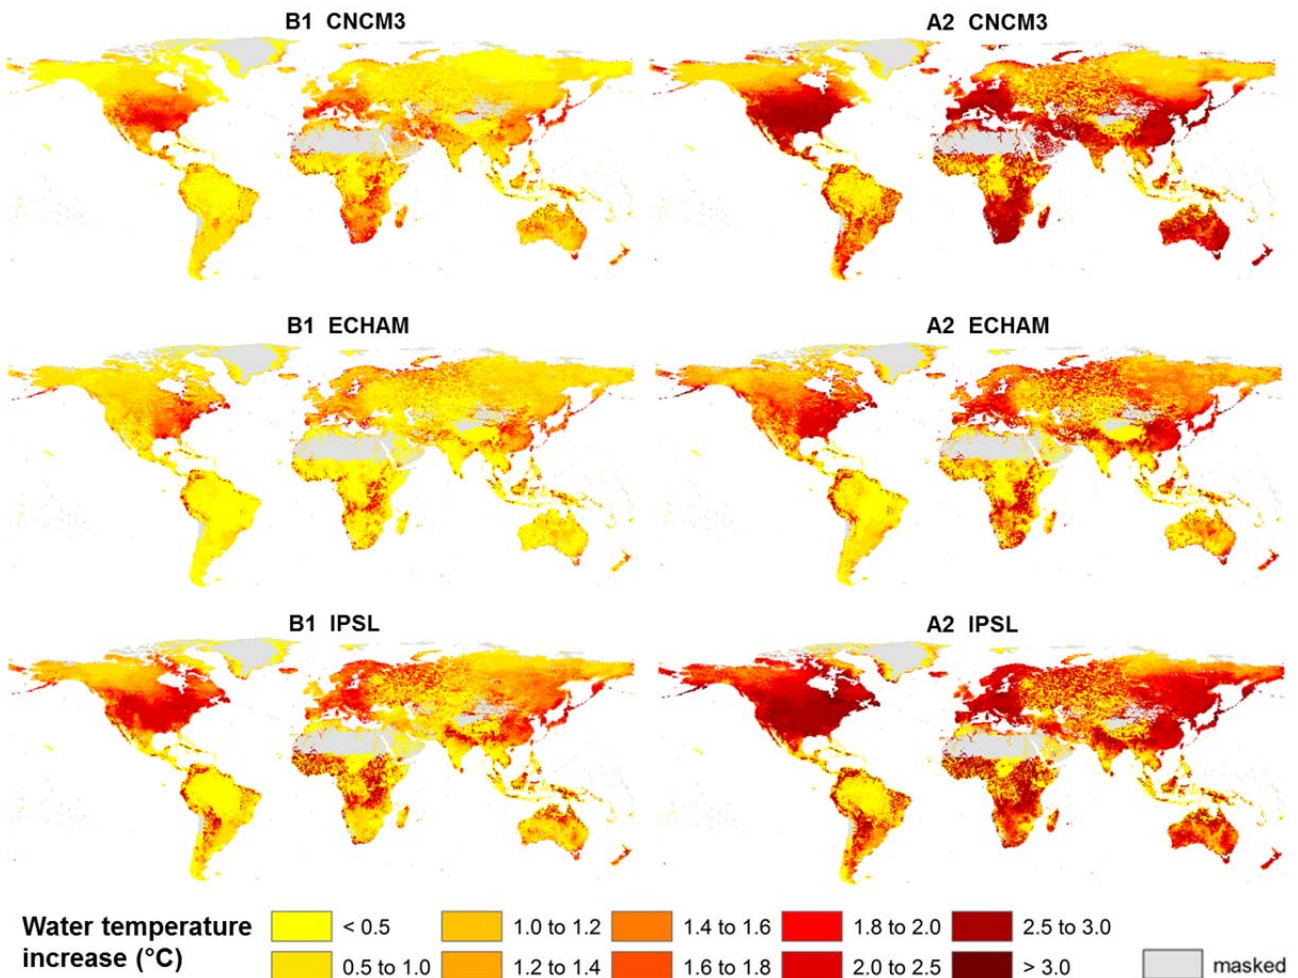 B1 CNCM3
A2 CNCM3
B1 ECHAM
A2 ECHAM
B1 IPSL
A2 IPSL
Water temperature
increase (°C)
< 0.5
1.0 to 1.2
1.4 to 1.6
1.8 to 2.0
2.5 to 3.0
0.5 to 1.0
1.2 to 1.4
1.6 to 1.8
2.0 to 2.5
> 3.0
masked